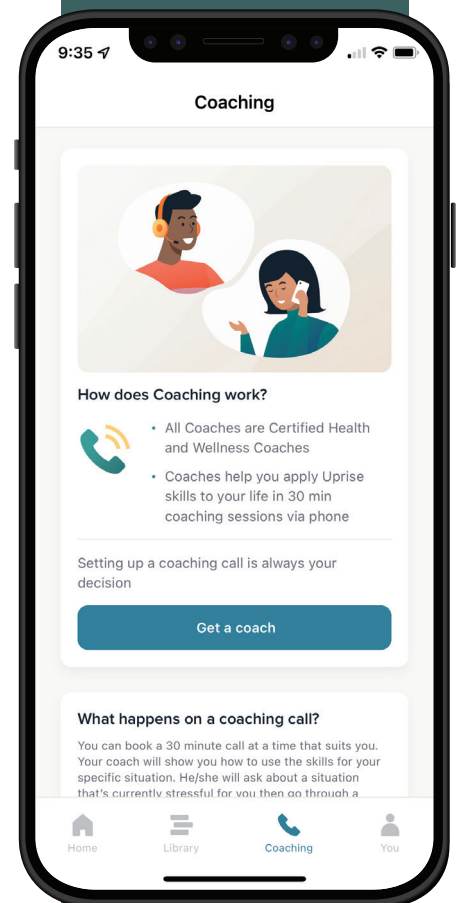 9:35
Coaching
How does Coaching work?
• All Coaches are Certified Health
and Wellness Coaches
• Coaches help you apply Uprise
skills to your life in 30 min
coaching sessions via phone
Setting up a coaching call is always your
decision
Get a coach
What happens on a coaching call?
You can book a 30 minute call at a time that suits you.
Your coach will show you how to use the skills for your
specific situation. He/she will ask about a situation
that's currently stressful for you then go through a
Home Library Coaching You